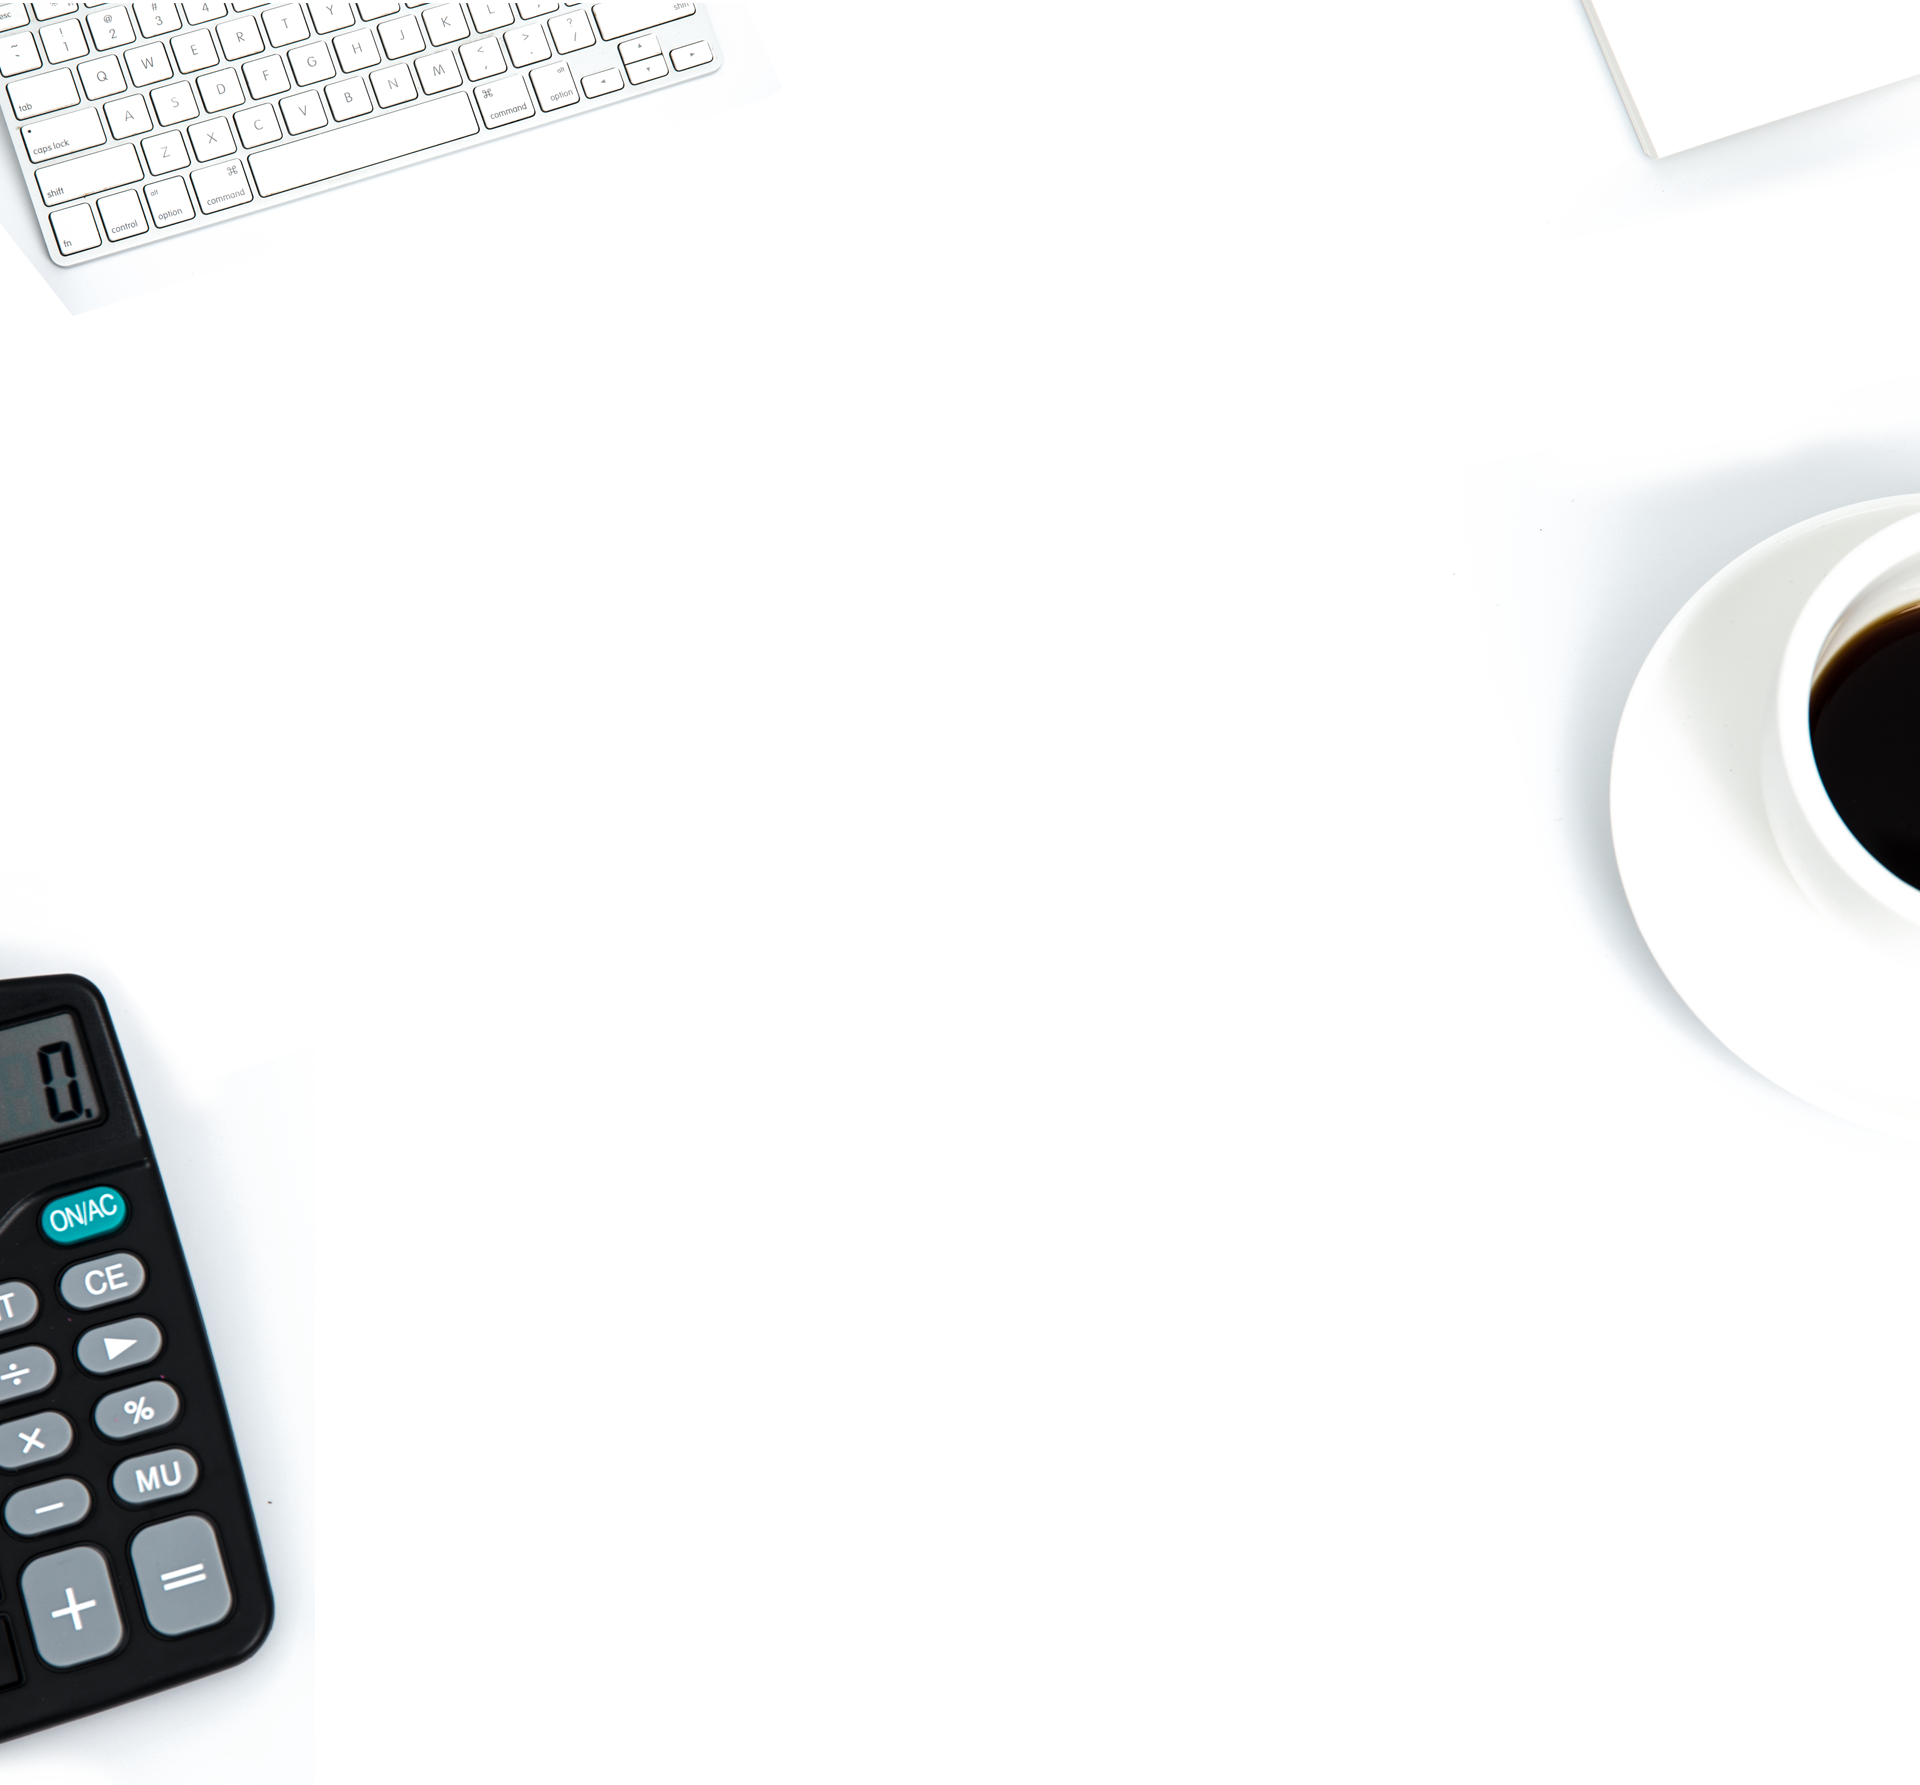 esc
~ ! @ # 4
` 1 2 3
tab Q W E R T Y
caps lock A S D F G H J K L
shift Z X C V B N M < , > . ? / shift
fn control alt option ⌘ command ⌘ command alt option
0.
ON/AC
CE
÷ ▶
× %
− MU
+ =